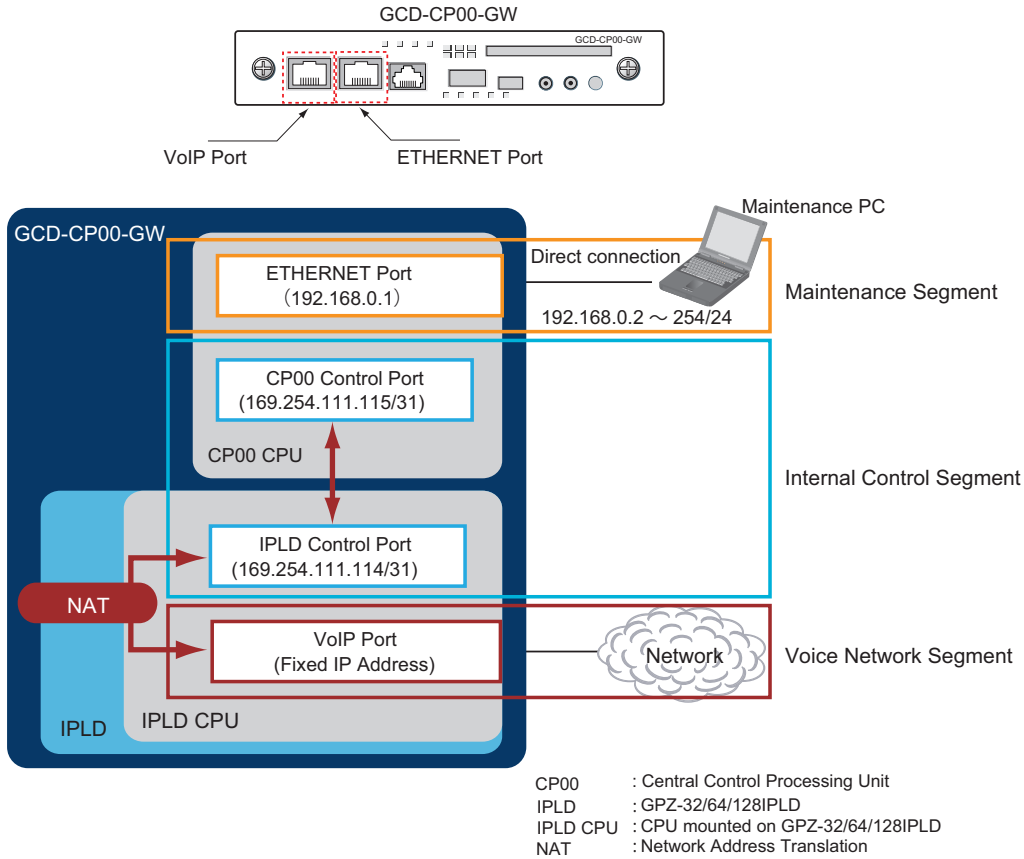 GCD-CP00-GW
GCD-CP00-GW
VoIP Port
ETHERNET Port
Maintenance PC
GCD-CP00-GW
ETHERNET Port
（192.168.0.1）
Direct connection
192.168.0.2 ～ 254/24
Maintenance Segment
CP00 Control Port
(169.254.111.115/31)
CP00 CPU
Internal Control Segment
IPLD Control Port
(169.254.111.114/31)
NAT
VoIP Port
(Fixed IP Address)
Network
Voice Network Segment
IPLD
IPLD CPU
CP00 : Central Control Processing Unit
IPLD : GPZ-32/64/128IPLD
IPLD CPU : CPU mounted on GPZ-32/64/128IPLD
NAT : Network Address Translation